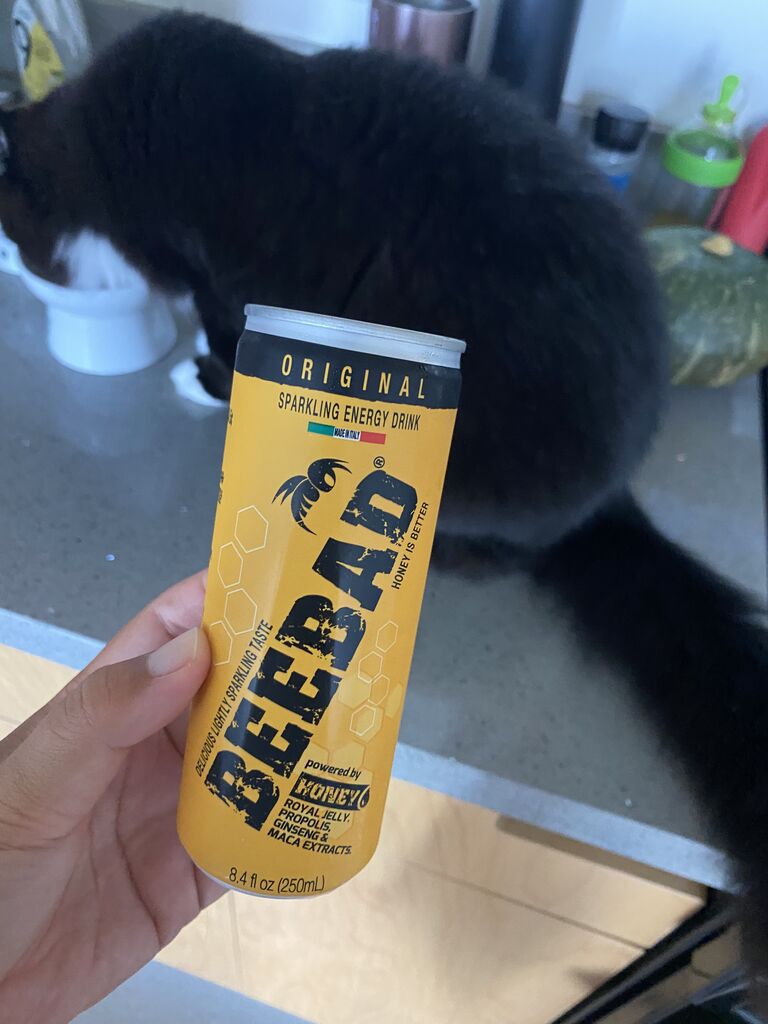 ORIGINAL
SPARKLING ENERGY DRINK
MADE IN ITALY
BEEBAD®
HONEY IS BETTER
DELICIOUS LIGHTLY SPARKLING TASTE
powered by
HONEY
ROYAL JELLY,
PROPOLIS,
GINSENG &
MACA EXTRACTS.
8.4 fl oz (250mL)